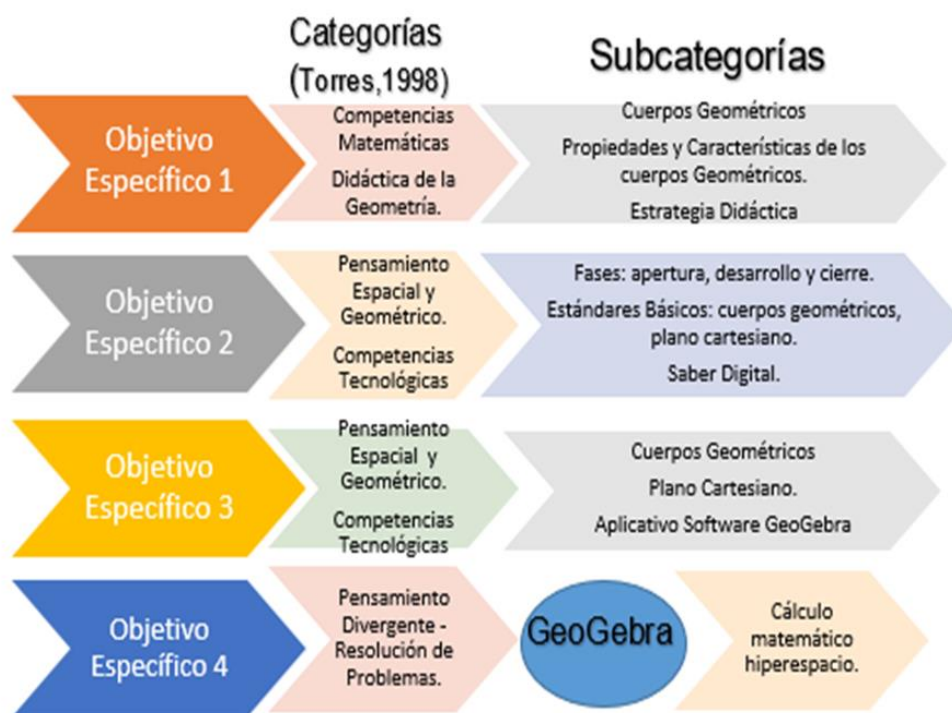 Categorías
(Torres,1998)
Subcategorías
Objetivo
Específico 1
Competencias
Matemáticas
Didáctica de la
Geometría.
Cuerpos Geométricos
Propiedades y Características de los
cuerpos Geométricos.
Estrategia Didáctica
Objetivo
Específico 2
Pensamiento
Espacial y
Geométrico.
Competencias
Tecnológicas
Fases: apertura, desarrollo y cierre.
Estándares Básicos: cuerpos geométricos,
plano cartesiano.
Saber Digital.
Objetivo
Específico 3
Pensamiento
Espacial y
Geométrico.
Competencias
Tecnológicas
Cuerpos Geométricos
Plano Cartesiano.
Aplicativo Software GeoGebra
Objetivo
Específico 4
Pensamiento
Divergente -
Resolución de
Problemas.
GeoGebra
Cálculo
matemático
hiperespacio.